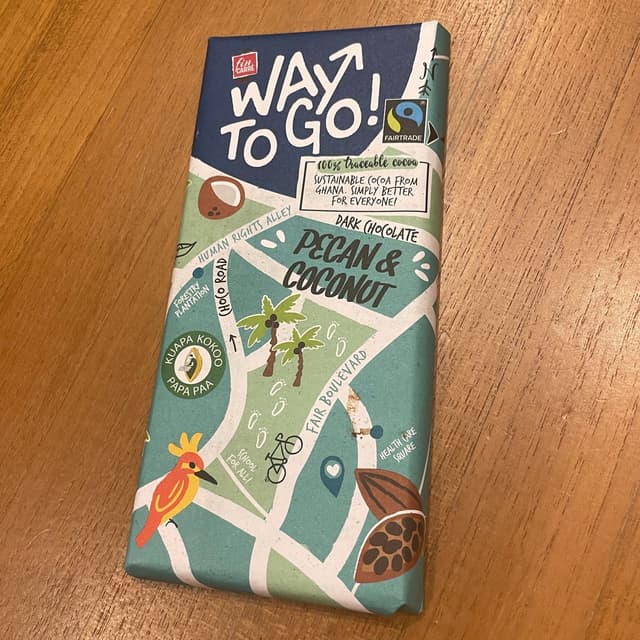 fin
CARRÉ
WAY
TO GO!
FAIRTRADE
100% traceable cocoa
SUSTAINABLE COCOA FROM
GHANA. SIMPLY BETTER
FOR EVERYONE!
DARK CHOCOLATE
PECAN &
COCONUT
HUMAN RIGHTS ALLEY
FORESTRY
PLANTATION
CHOCO ROAD
KUAPA KOKOO
PAPA PAA
FAIR BOULEVARD
SCHOOL
FOR ALL!
HEALTH CARE
SQUARE